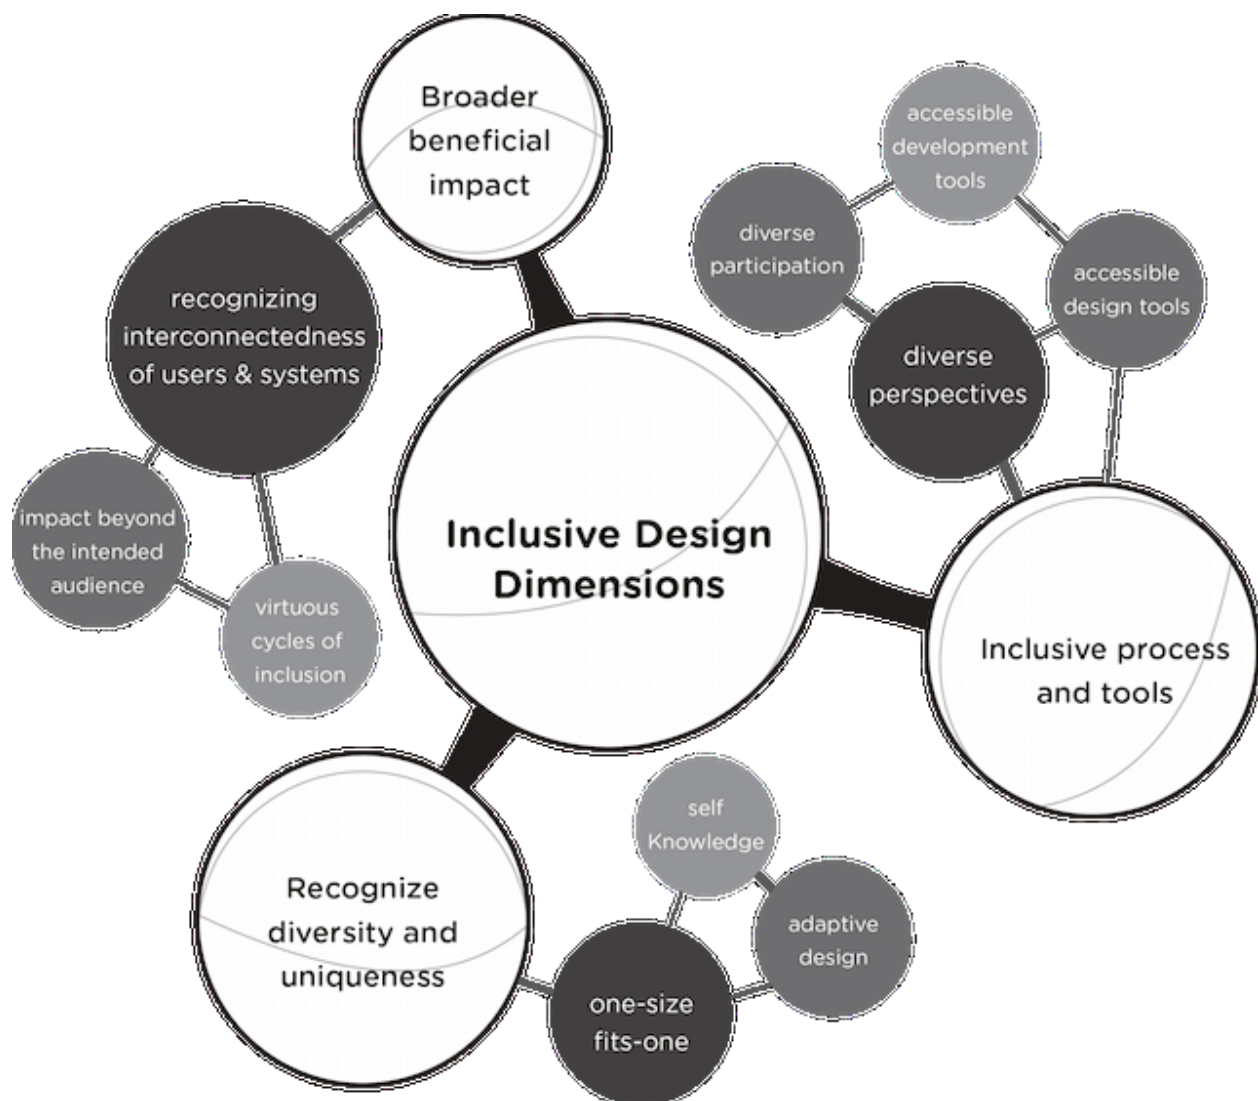 Broader
beneficial
impact
accessible
development
tools
diverse
participation
accessible
design tools
recognizing
interconnectedness
of users & systems
diverse
perspectives
impact beyond
the intended
audience
virtuous
cycles of
inclusion
Inclusive Design
Dimensions
Inclusive process
and tools
Recognize
diversity and
uniqueness
self
Knowledge
adaptive
design
one-size
fits-one